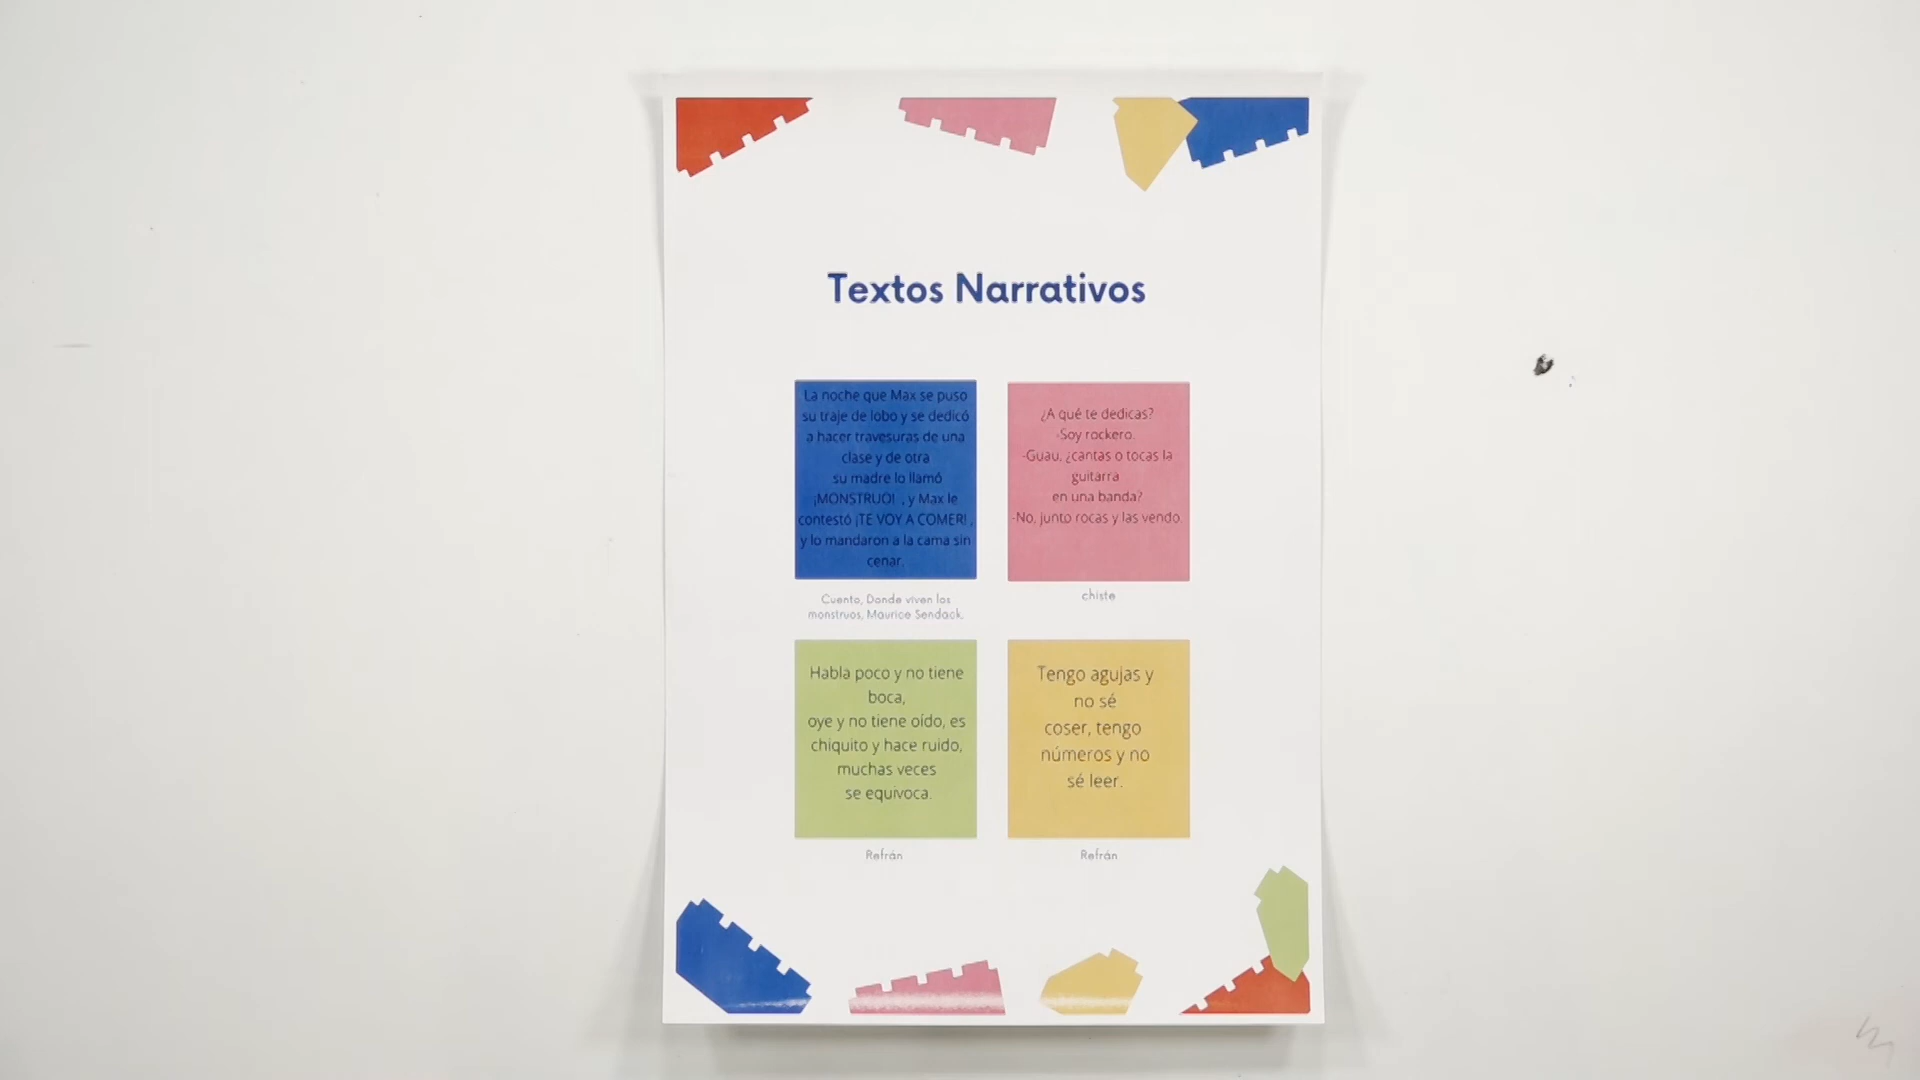 Textos Narrativos
La noche que Max se puso
su traje de lobo y se dedicó
a hacer travesuras de una
clase y de otra
su madre lo llamó
¡MONSTRUO! , y Max le
contestó ¡TE VOY A COMER! ,
y lo mandaron a la cama sin
cenar.
Cuento, Donde viven los
monstruos, Maurice Sendack.
¿A qué te dedicas?
-Soy rockero.
-Guau, ¿cantas o tocas la
guitarra
en una banda?
-No, junto rocas y las vendo.
chiste
Habla poco y no tiene
boca,
oye y no tiene oído, es
chiquito y hace ruido,
muchas veces
se equivoca.
Refrán
Tengo agujas y
no sé
coser, tengo
números y no
sé leer.
Refrán